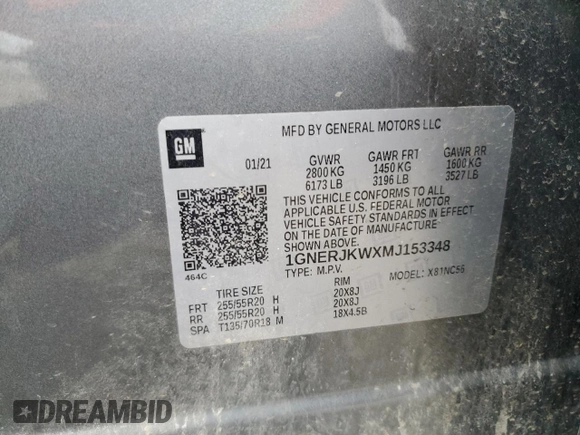 MFD BY GENERAL MOTORS LLC
GM
01/21
GVWR GAWR FRT GAWR RR
2800 KG 1450 KG 1600 KG
6173 LB 3196 LB 3527 LB
THIS VEHICLE CONFORMS TO ALL
APPLICABLE U.S. FEDERAL MOTOR
VEHICLE SAFETY STANDARDS IN EFFECT
ON THE DATE OF MANUFACTURE
SHOWN ABOVE.
1GNERJKWXMJ153348
464C
TYPE: M.P.V. MODEL: X81NC56
TIRE SIZE RIM
FRT 255/55R20 H 20X8J
RR 255/55R20 H 20X8J
SPA T135/70R18 M 18X4.5B
DREAMBID